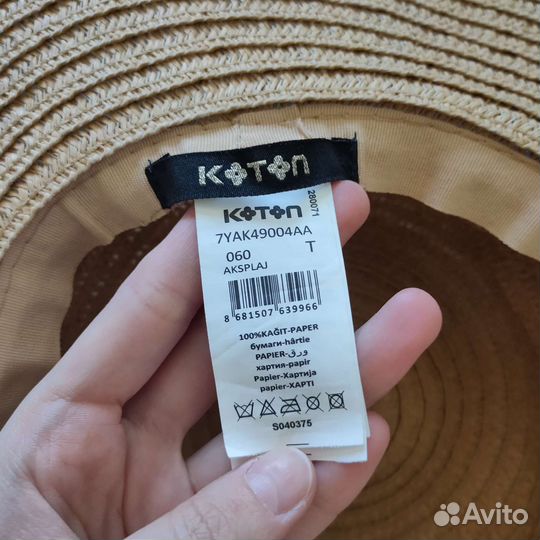 KOTON
KOTON
280071
7YAK49004AA
060 T
AKSPLAJ
8 681507 639966
100%KAĞIT-PAPER
бумаги-hârtie
PAPIER-ورق
хартия-papir
Papier-Хартија
papier-ХАРТІ
S040375
Avito